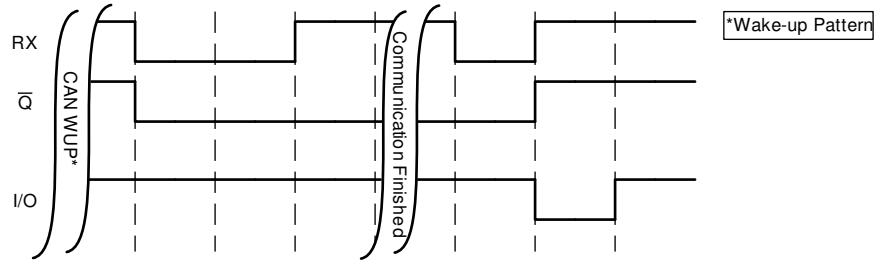 RX
Q̅
I/O
CAN WUP*
Communication Finished
*Wake-up Pattern